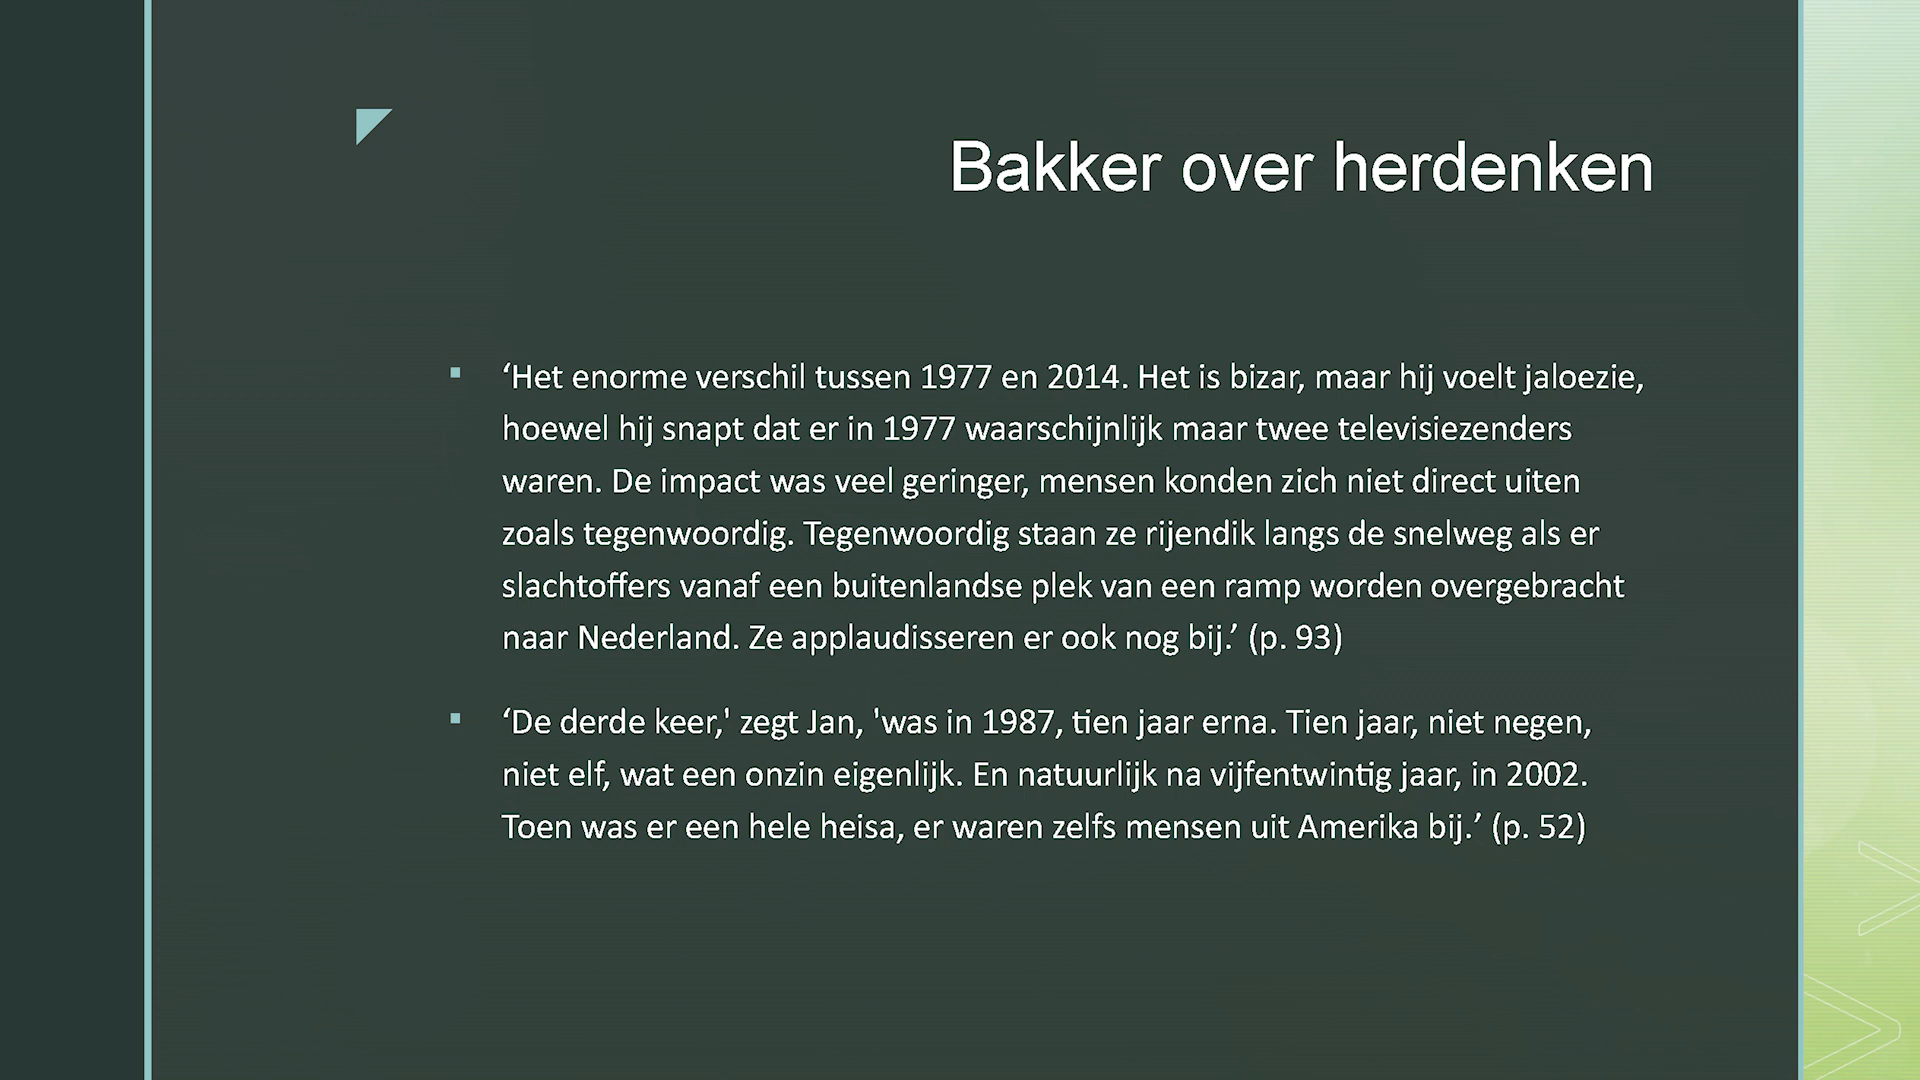 Bakker over herdenken
‘Het enorme verschil tussen 1977 en 2014. Het is bizar, maar hij voelt jaloezie,
hoewel hij snapt dat er in 1977 waarschijnlijk maar twee televisiezenders
waren. De impact was veel geringer, mensen konden zich niet direct uiten
zoals tegenwoordig. Tegenwoordig staan ze rijendik langs de snelweg als er
slachtoffers vanaf een buitenlandse plek van een ramp worden overgebracht
naar Nederland. Ze applaudisseren er ook nog bij.’ (p. 93)
‘De derde keer,' zegt Jan, 'was in 1987, tien jaar erna. Tien jaar, niet negen,
niet elf, wat een onzin eigenlijk. En natuurlijk na vijfentwintig jaar, in 2002.
Toen was er een hele heisa, er waren zelfs mensen uit Amerika bij.’ (p. 52)